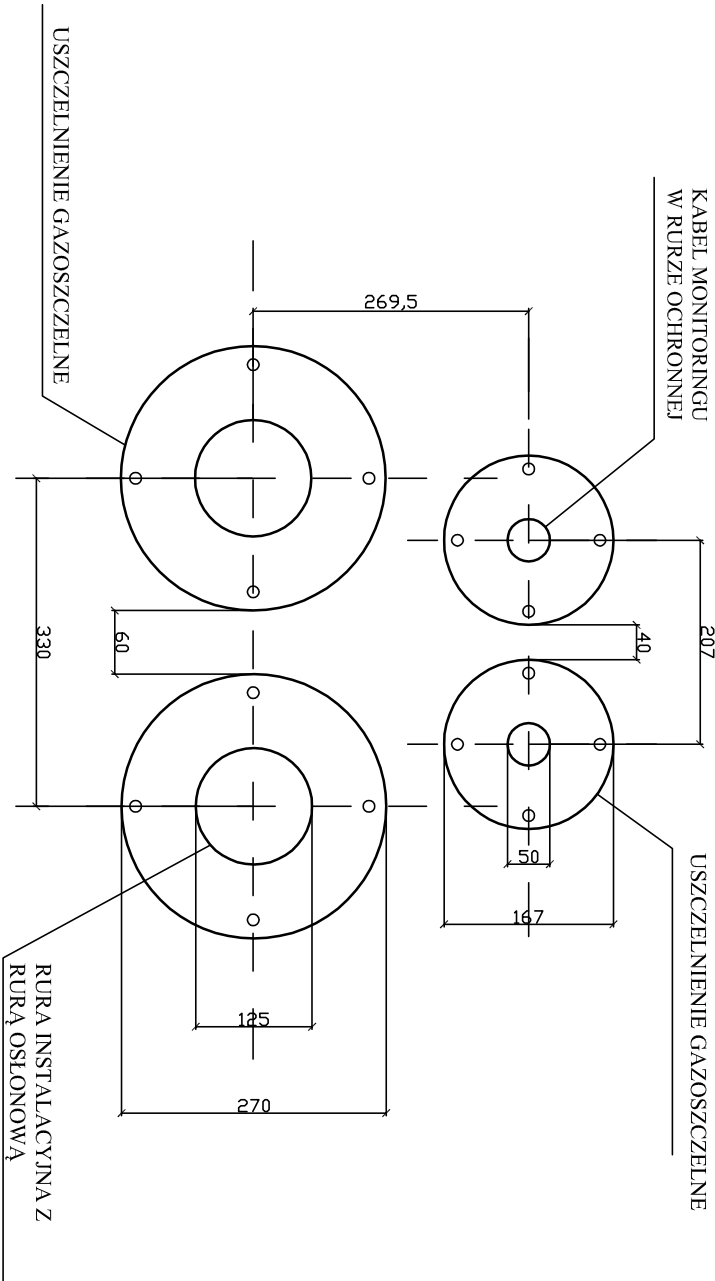 KABEL MONITORINGU
W RURZE OCHRONNEJ
USZCZELNIENIE GAZOSZCZELNE
207
40
50
167
269,5
USZCZELNIENIE GAZOSZCZELNE
60
330
125
270
RURA INSTALACYJNA Z
RURĄ OSŁONOWĄ